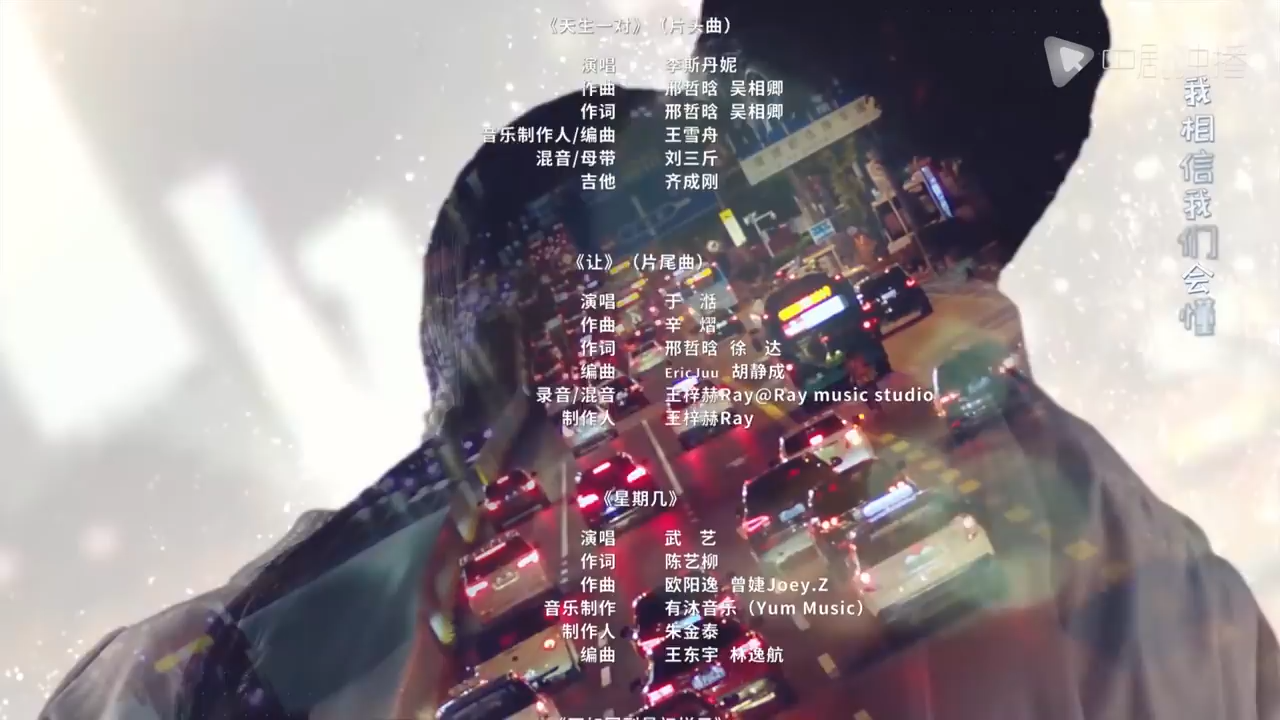 《天生一对》（片头曲）
演唱 李斯丹妮
作曲 邢哲晗 吴相卿
作词 邢哲晗 吴相卿
音乐制作人/编曲 王雪舟
混音/母带 刘三斤
吉他 齐成刚
《让》（片尾曲）
演唱 于 湉
作曲 辛 熠
作词 邢哲晗 徐 达
编曲 EricJuu 胡静成
录音/混音 王梓赫Ray@Ray music studio
制作人 王梓赫Ray
《星期几》
演唱 武 艺
作词 陈艺柳
作曲 欧阳逸 曾婕Joey.Z
音乐制作 有沐音乐（Yum Music）
制作人 朱金泰
编曲 王东宇 林逸航
我相信我们会懂